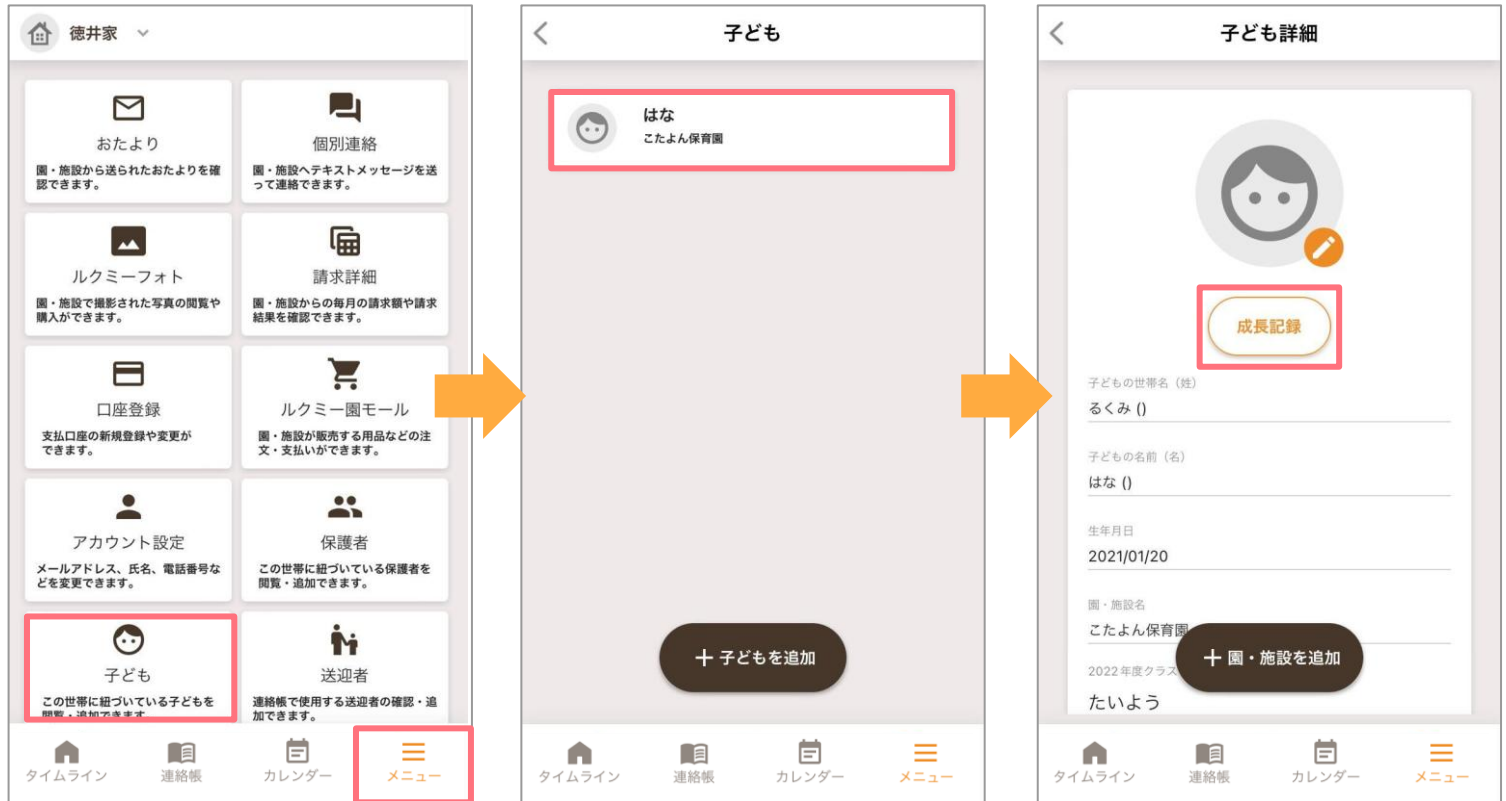 徳井家
おたより
園・施設から送られたおたよりを確
認できます。
個別連絡
園・施設へテキストメッセージを送
って連絡できます。
ルクミーフォト
園・施設で撮影された写真の閲覧や
購入ができます。
請求詳細
園・施設からの毎月の請求額や請求
結果を確認できます。
口座登録
支払口座の新規登録や変更が
できます。
ルクミー園モール
園・施設が販売する用品などの注
文・支払いができます。
アカウント設定
メールアドレス、氏名、電話番号な
どを変更できます。
保護者
この世帯に紐づいている保護者を
閲覧・追加できます。
子ども
この世帯に紐づいている子どもを
閲覧・追加できます。
送迎者
連絡帳で使用する送迎者の確認・追
加できます。
タイムライン
連絡帳
カレンダー
メニュー
子ども
はな
こたよん保育園
+ 子どもを追加
タイムライン
連絡帳
カレンダー
メニュー
子ども詳細
成長記録
子どもの世帯名（姓）
るくみ ()
子どもの名前（名）
はな ()
生年月日
2021/01/20
園・施設名
こたよん保育園
+ 園・施設を追加
2022年度クラス
たいよう
タイムライン
連絡帳
カレンダー
メニュー